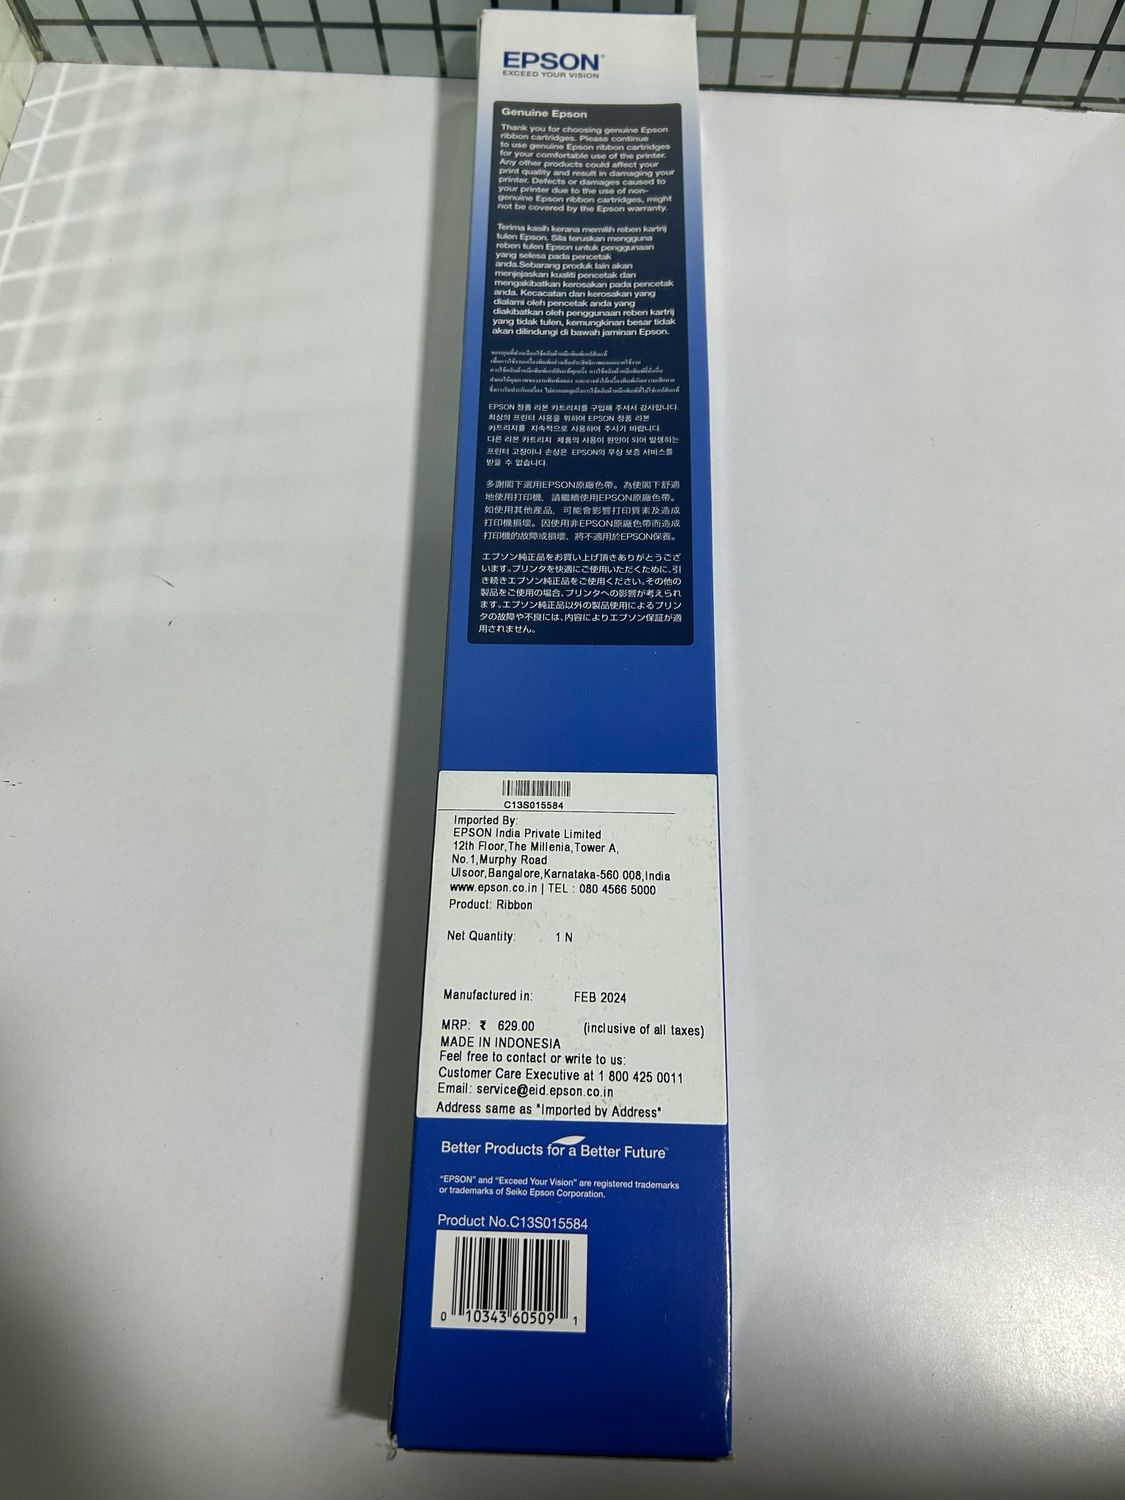 EPSON
EXCEED YOUR VISION
Genuine Epson
Thank you for choosing genuine Epson
ribbon cartridges. Please continue
to use genuine Epson ribbon cartridges
for your comfortable use of the printer.
Any other products could affect your
print quality and result in damaging your
printer. Defects or damages caused to
your printer due to the use of non-
genuine Epson ribbon cartridges, might
not be covered by the Epson warranty.
Terima kasih kerana memilih reben kartrij
tulen Epson. Sila teruskan mengguna
reben tulen Epson untuk penggunaan
yang selesa pada pencetak
anda.Sebarang produk lain akan
menjejaskan kualiti pencetak dan
mengakibatkan kerosakan pada pencetak
anda. Kecacatan dan kerosakan yang
dialami oleh pencetak anda yang
diakibatkan oleh penggunaan reben kartrij
yang tidak tulen, kemungkinan besar tidak
akan dilindungi di bawah jaminan Epson.
EPSON 정품 리본 카트리지를 구입해 주셔서 감사합니다.
최상의 프린터 사용을 위하여 EPSON 정품 리본
카트리지를 지속적으로 사용하여 주시기 바랍니다.
다른 리본 카트리지 제품의 사용이 원인이 되어 발생하는
프린터 고장이나 손상은 EPSON의 무상 보증 서비스를
받을 수 없습니다.
多謝閣下選用EPSON原廠色帶。為使閣下舒適
地使用打印機，請繼續使用EPSON原廠色帶。
如使用其他產品，可能會影響打印質素及造成
打印機損壞。因使用非EPSON原廠色帶而造成
打印機的故障或損壞、將不適用於EPSON保養。
エプソン純正品をお買い上げ頂きありがとうござ
います。プリンタを快適にご使用いただくために、引
き続きエプソン純正品をご使用ください。その他の
製品をご使用の場合、プリンタへの影響が考えられ
ます。エプソン純正品以外の製品使用によるプリン
タの故障や不良には、内容によりエプソン保証が適
用されません。
C13S015584
Imported By:
EPSON India Private Limited
12th Floor,The Millenia,Tower A,
No.1,Murphy Road
Ulsoor,Bangalore,Karnataka-560 008,India
www.epson.co.in | TEL : 080 4566 5000
Product: Ribbon
Net Quantity: 1 N
Manufactured in: FEB 2024
MRP: ₹ 629.00 (inclusive of all taxes)
MADE IN INDONESIA
Feel free to contact or write to us:
Customer Care Executive at 1 800 425 0011
Email: service@eid.epson.co.in
Address same as "Imported by Address"
Better Products for a Better Future™
"EPSON" and "Exceed Your Vision" are registered trademarks
or trademarks of Seiko Epson Corporation.
Product No.C13S015584
0 10343 60509 1